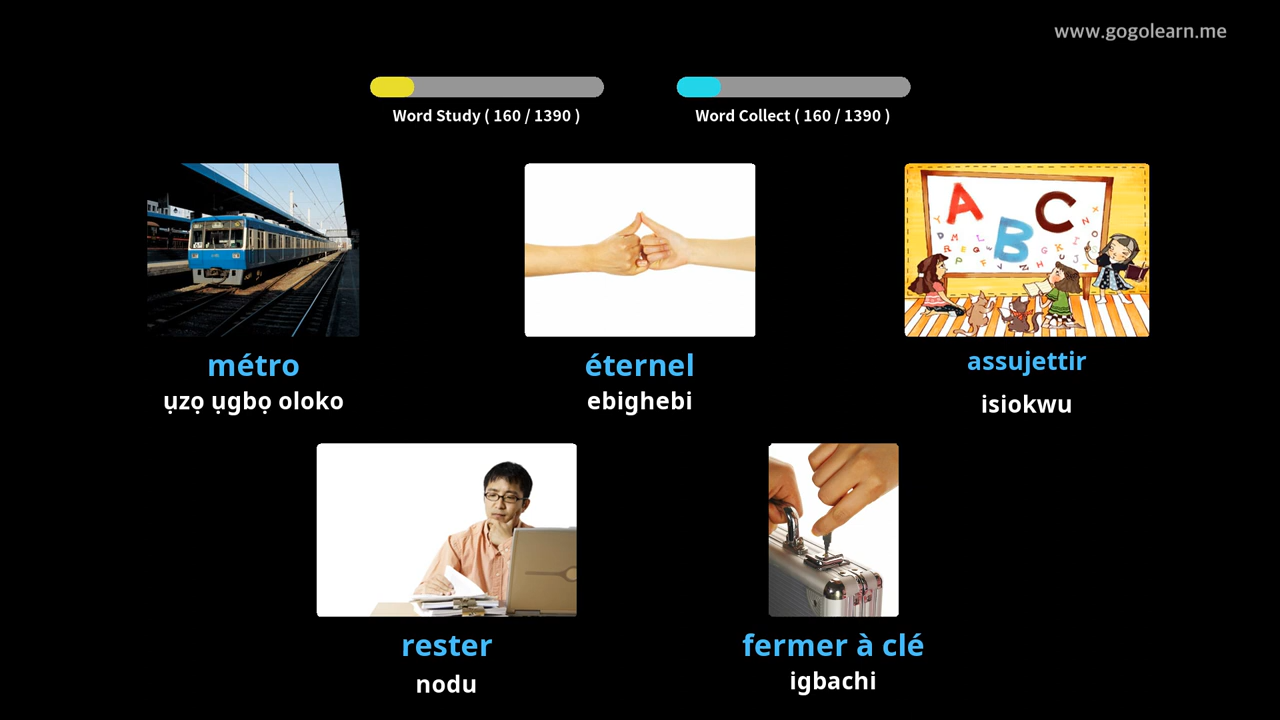 www.gogolearn.me
Word Study ( 160 / 1390 )
Word Collect ( 160 / 1390 )
A B C
métro
ụzọ ụgbọ oloko
éternel
ebighebi
assujettir
isiokwu
rester
nodu
fermer à clé
igbachi